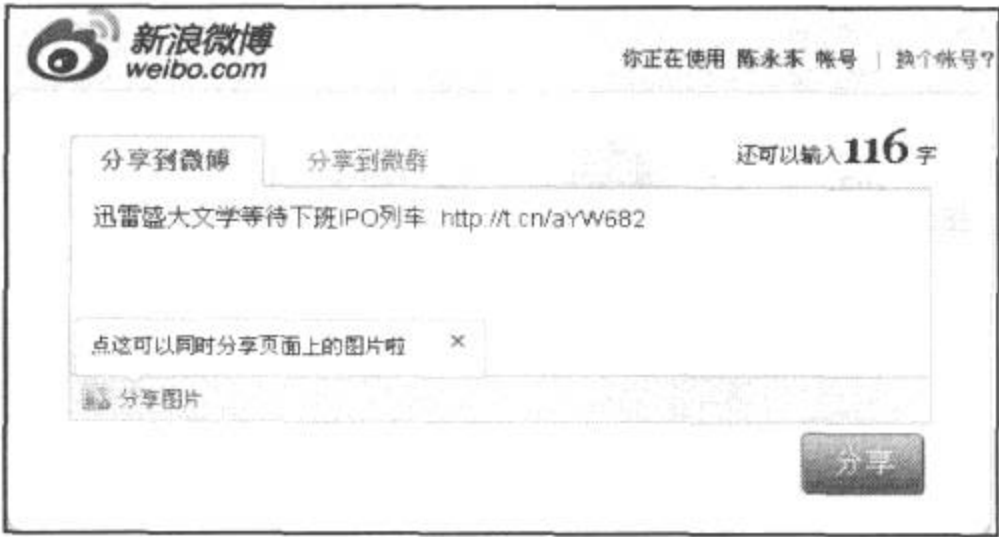 新浪微博
weibo.com
你正在使用 陈永东 帐号 | 换个帐号?
分享到微博 分享到微群
还可以输入116字
迅雷盛大文学等待下班IPO列车 http://t.cn/aYW682
点这可以同时分享页面上的图片啦 ×
分享图片
分享